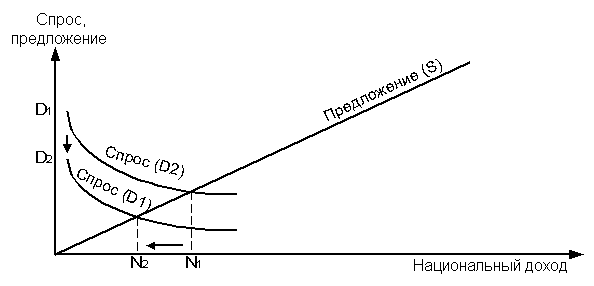 Спрос,
предложение
Предложение (S)
D1
Спрос (D2)
D2
Спрос (D1)
N2
N1
Национальный доход